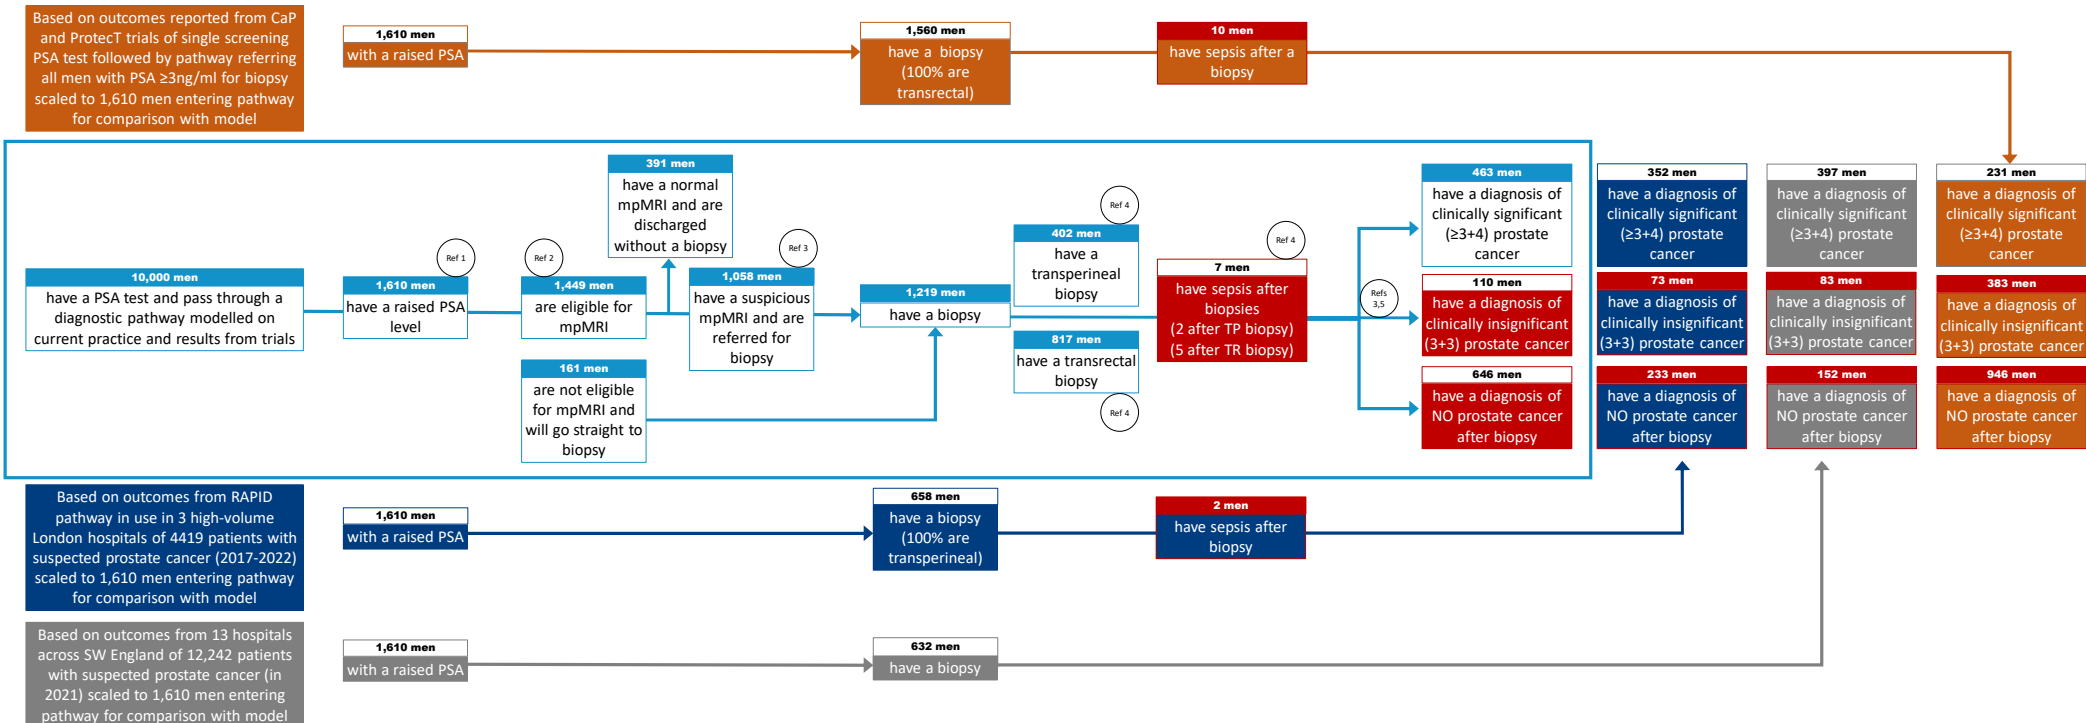 Based on outcomes reported from CaP
and ProtecT trials of single screening
PSA test followed by pathway referring
all men with PSA ≥3ng/ml for biopsy
scaled to 1,610 men entering pathway
for comparison with model
1,610 men
with a raised PSA
1,560 men
have a biopsy
(100% are
transrectal)
10 men
have sepsis after a
biopsy
10,000 men
have a PSA test and pass through a
diagnostic pathway modelled on
current practice and results from trials
Ref 1
1,610 men
have a raised PSA
level
Ref 2
1,449 men
are eligible for
mpMRI
391 men
have a normal
mpMRI and are
discharged
without a biopsy
161 men
are not eligible
for mpMRI and
will go straight to
biopsy
Ref 3
1,058 men
have a suspicious
mpMRI and are
referred for
biopsy
1,219 men
have a biopsy
Ref 4
402 men
have a
transperineal
biopsy
817 men
have a transrectal
biopsy
Ref 4
Ref 4
7 men
have sepsis after
biopsies
(2 after TP biopsy)
(5 after TR biopsy)
Refs
3,5
463 men
have a diagnosis of
clinically significant
(≥3+4) prostate
cancer
110 men
have a diagnosis of
clinically insignificant
(3+3) prostate cancer
646 men
have a diagnosis of
NO prostate cancer
after biopsy
352 men
have a diagnosis of
clinically significant
(≥3+4) prostate
cancer
73 men
have a diagnosis of
clinically insignificant
(3+3) prostate cancer
233 men
have a diagnosis of
NO prostate cancer
after biopsy
397 men
have a diagnosis of
clinically significant
(≥3+4) prostate
cancer
83 men
have a diagnosis of
clinically insignificant
(3+3) prostate cancer
152 men
have a diagnosis of
NO prostate cancer
after biopsy
231 men
have a diagnosis of
clinically significant
(≥3+4) prostate
cancer
383 men
have a diagnosis of
clinically insignificant
(3+3) prostate cancer
946 men
have a diagnosis of
NO prostate cancer
after biopsy
Based on outcomes from RAPID
pathway in use in 3 high-volume
London hospitals of 4419 patients with
suspected prostate cancer (2017-2022)
scaled to 1,610 men entering pathway
for comparison with model
1,610 men
with a raised PSA
658 men
have a biopsy
(100% are
transperineal)
2 men
have sepsis after
biopsy
Based on outcomes from 13 hospitals
across SW England of 12,242 patients
with suspected prostate cancer (in
2021) scaled to 1,610 men entering
pathway for comparison with model
1,610 men
with a raised PSA
632 men
have a biopsy